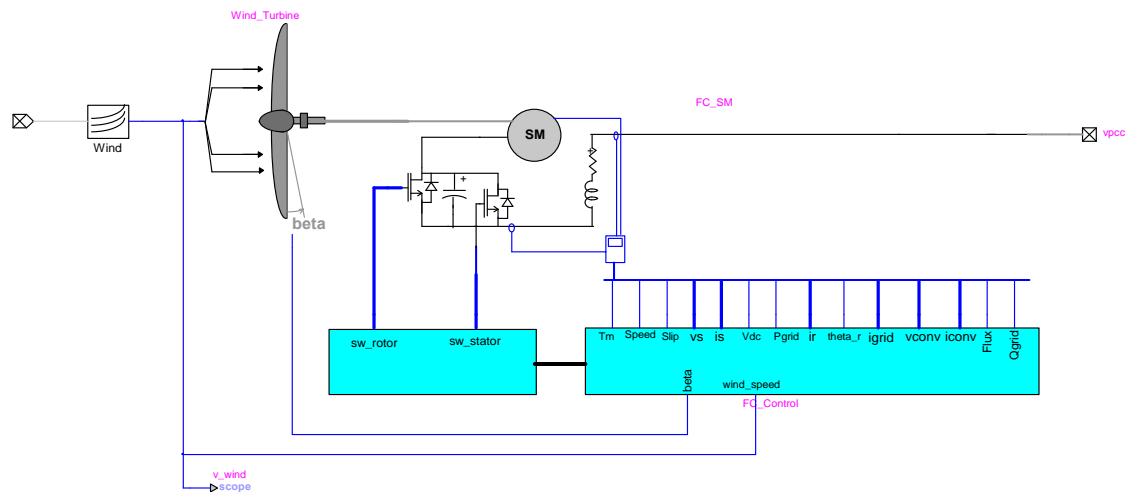 Wind_Turbine
FC_SM
vpcc
SM
Wind
+
+
+
beta
sw_rotor
sw_stator
Tm
Speed
Slip
vs
is
Vdc
Pgrid
ir
theta_r
igrid
vconv
iconv
Flux
Qgrid
beta
wind_speed
FC_Control
v_wind
scope